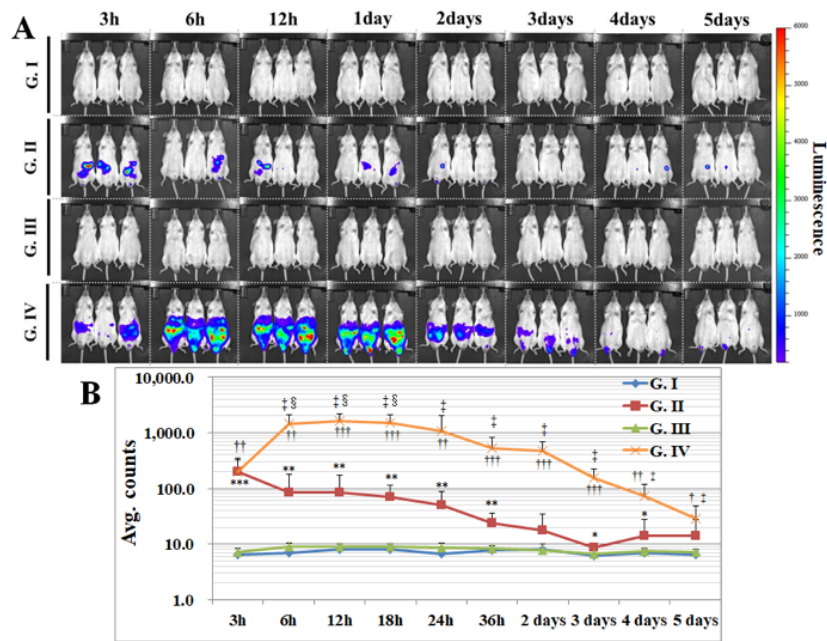 A
3h 6h 12h 1day 2days 3days 4days 5days
G. I
G. II
G. III
G. IV
6000
5000
4000
3000
2000
1000
Luminescence
B
10,000.0
1,000.0
100.0
10.0
1.0
Avg. counts
G. I
G. II
G. III
G. IV
‡§ ‡§ ‡§ ‡ ‡ ‡ ‡
†† †† ††† ††† †† ††† ††† ††† †† ‡ † ‡
*** ** ** ** ** ** * *
3h 6h 12h 18h 24h 36h 2 days 3 days 4 days 5 days